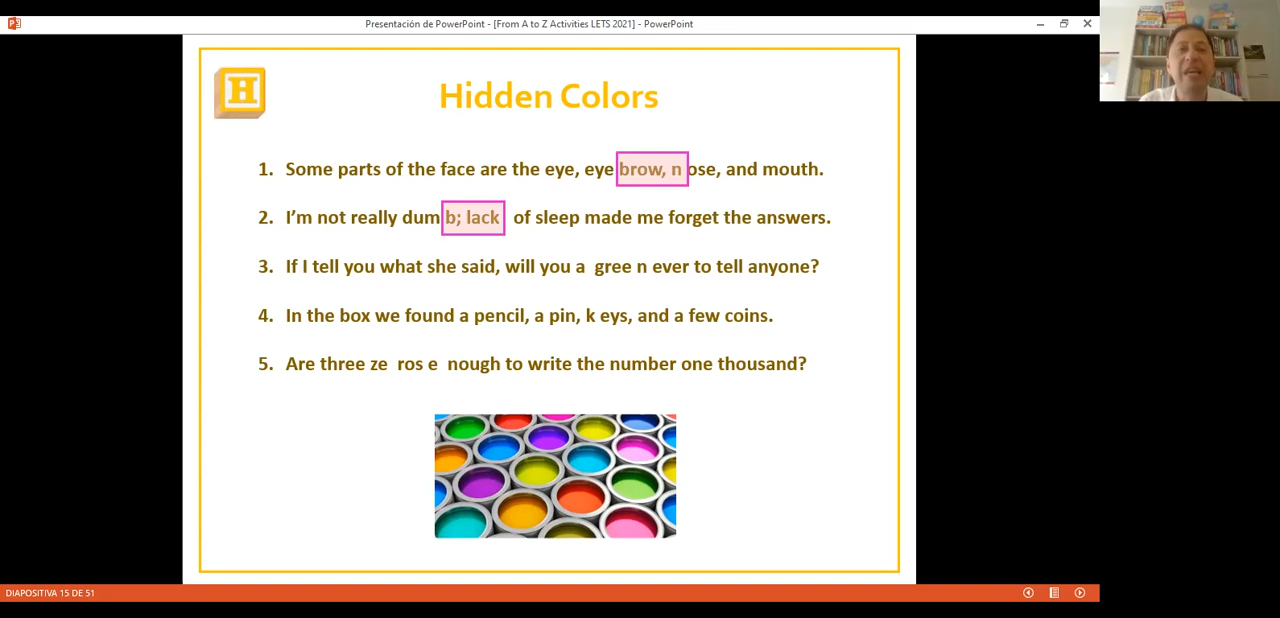 Presentación de PowerPoint - [From A to Z Activities LETS 2021] - PowerPoint
H
Hidden Colors
1. Some parts of the face are the eye, eye brow, n ose, and mouth.
2. I'm not really dum b; lack of sleep made me forget the answers.
3. If I tell you what she said, will you a gree n ever to tell anyone?
4. In the box we found a pencil, a pin, k eys, and a few coins.
5. Are three ze ros e nough to write the number one thousand?
DIAPOSITIVA 15 DE 51